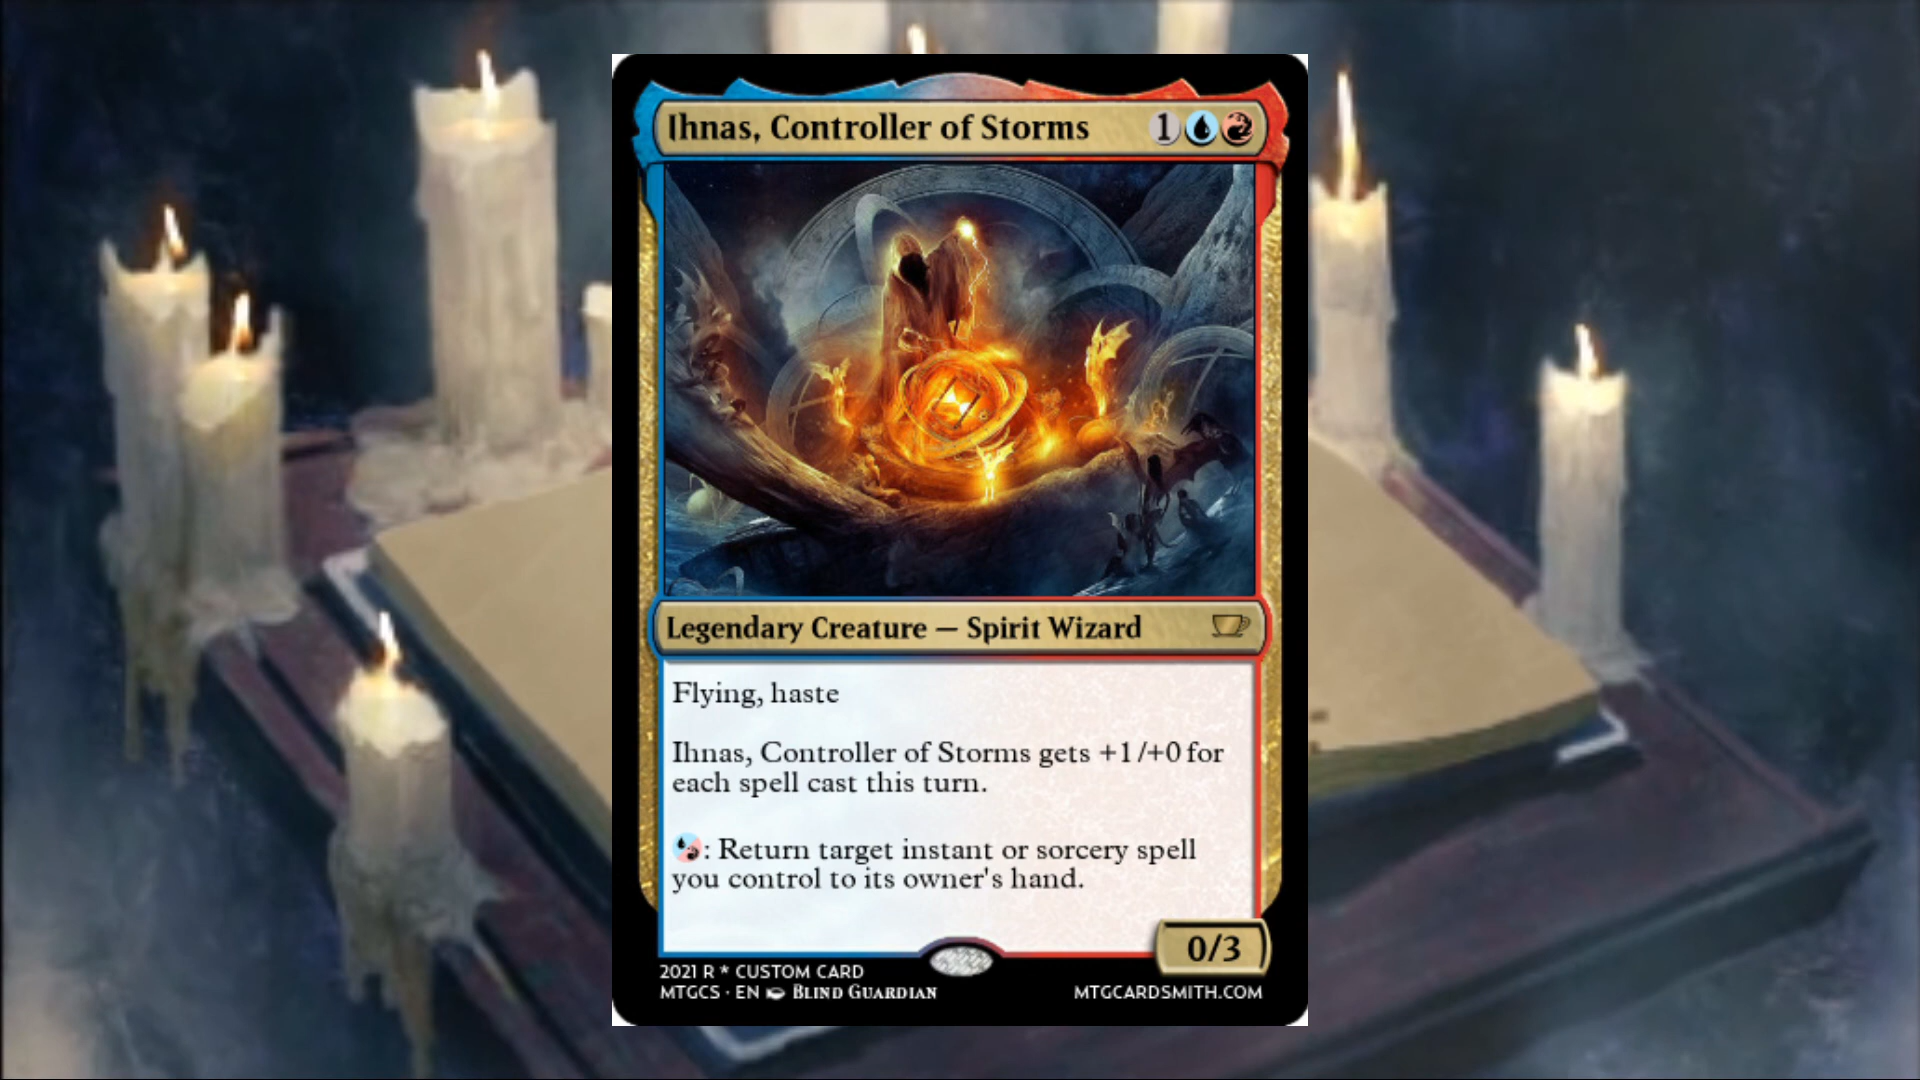 Ihnas, Controller of Storms 1
Legendary Creature — Spirit Wizard
Flying, haste
Ihnas, Controller of Storms gets +1/+0 for
each spell cast this turn.
: Return target instant or sorcery spell
you control to its owner's hand.
0/3
2021 R * CUSTOM CARD
MTGCS · EN BLIND GUARDIAN MTGCARDSMITH.COM